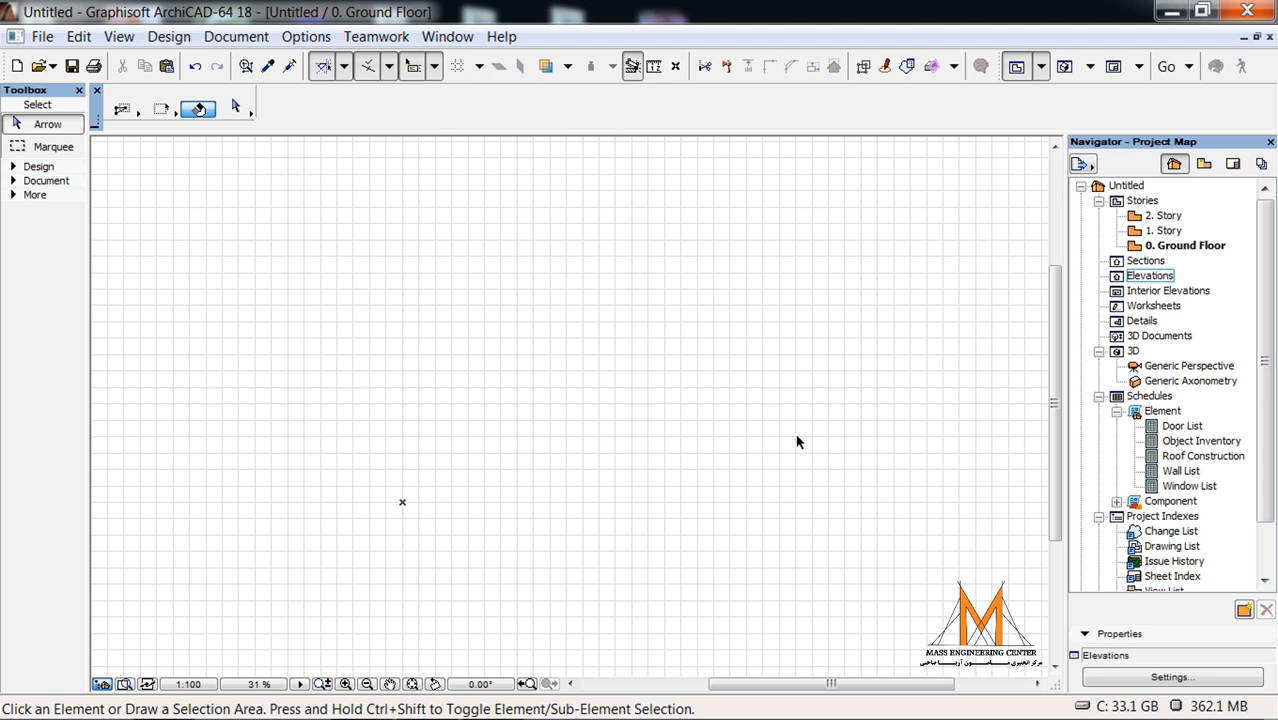 Untitled - Graphisoft ArchiCAD-64 18 - [Untitled / 0. Ground Floor]
File Edit View Design Document Options Teamwork Window Help
Go
Toolbox
Select
Arrow
Marquee
Design
Document
More
Navigator - Project Map
Untitled
Stories
2. Story
1. Story
0. Ground Floor
Sections
Elevations
Interior Elevations
Worksheets
Details
3D Documents
3D
Generic Perspective
Generic Axonometry
Schedules
Element
Door List
Object Inventory
Roof Construction
Wall List
Window List
Component
Project Indexes
Change List
Drawing List
Issue History
Sheet Index
View List
Properties
Elevations
Settings...
MASS ENGINEERING CENTER
1:100
31 %
0.00°
Click an Element or Draw a Selection Area. Press and Hold Ctrl+Shift to Toggle Element/Sub-Element Selection.
C: 33.1 GB
362.1 MB